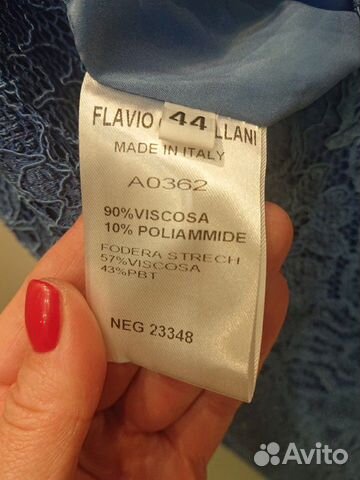 FLAVIO 44 LLANI
MADE IN ITALY
A0362
90%VISCOSA
10% POLIAMMIDE
FODERA STRECH
57%VISCOSA
43%PBT
NEG 23348
Avito